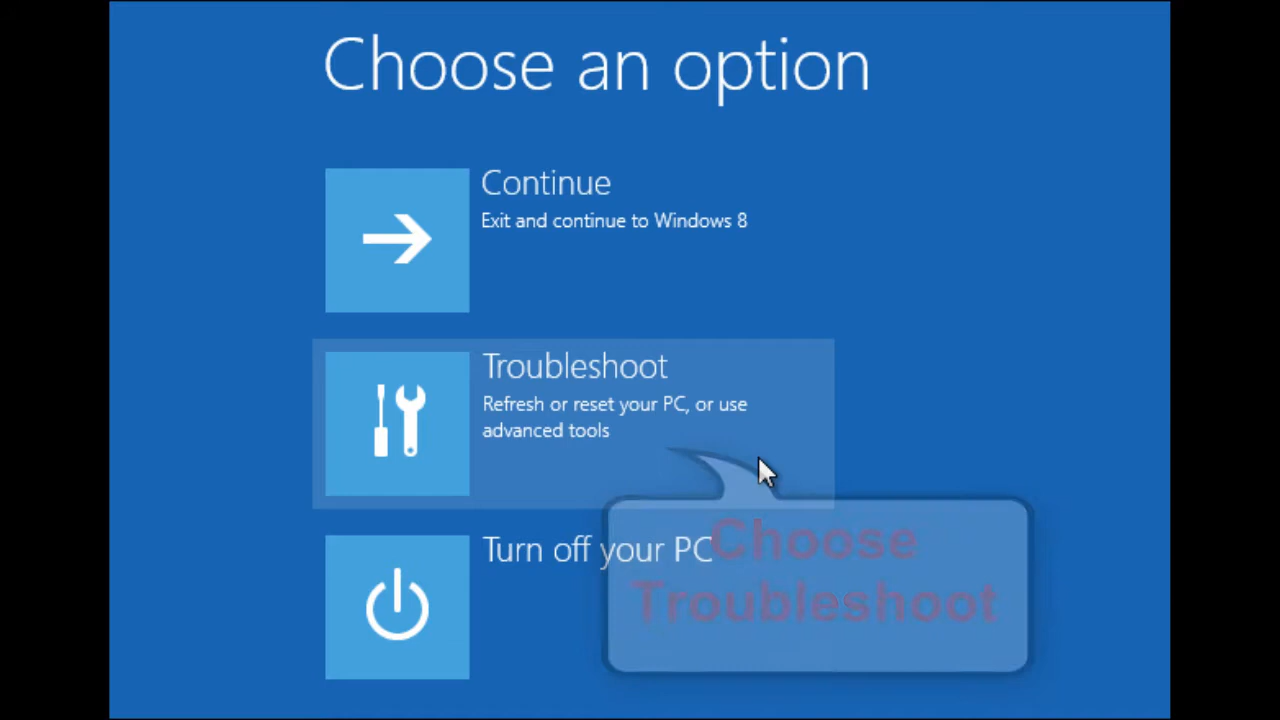 Choose an option
Continue
Exit and continue to Windows 8
Troubleshoot
Refresh or reset your PC, or use
advanced tools
Turn off your PC
Choose
Troubleshoot